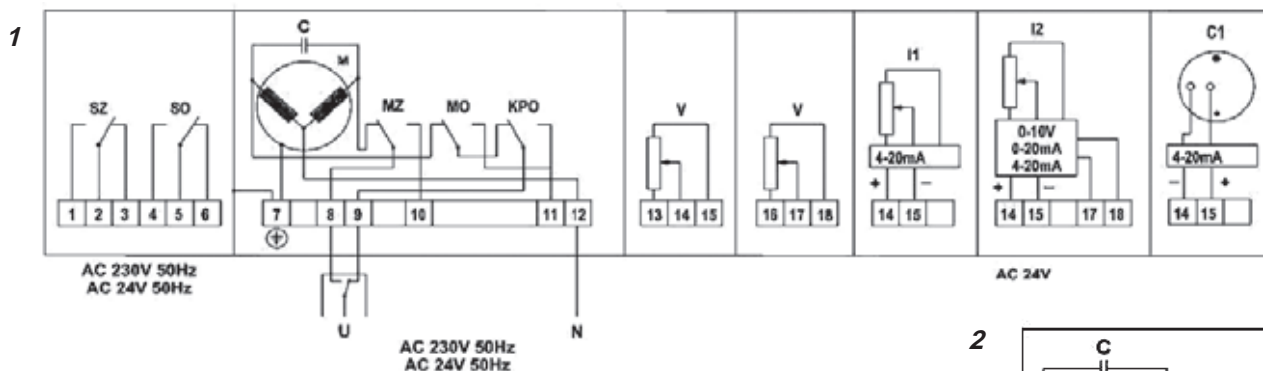 1
SZ SO
1 2 3 4 5 6
AC 230V 50Hz
AC 24V 50Hz
C
M
MZ MO KPO
7 8 9 10 11 12
U N
AC 230V 50Hz
AC 24V 50Hz
V
13 14 15
V
16 17 18
I1
4-20mA
+ −
14 15
I2
0-10V
0-20mA
4-20mA
+ −
14 15 17 18
AC 24V
C1
4-20mA
− +
14 15
2
C